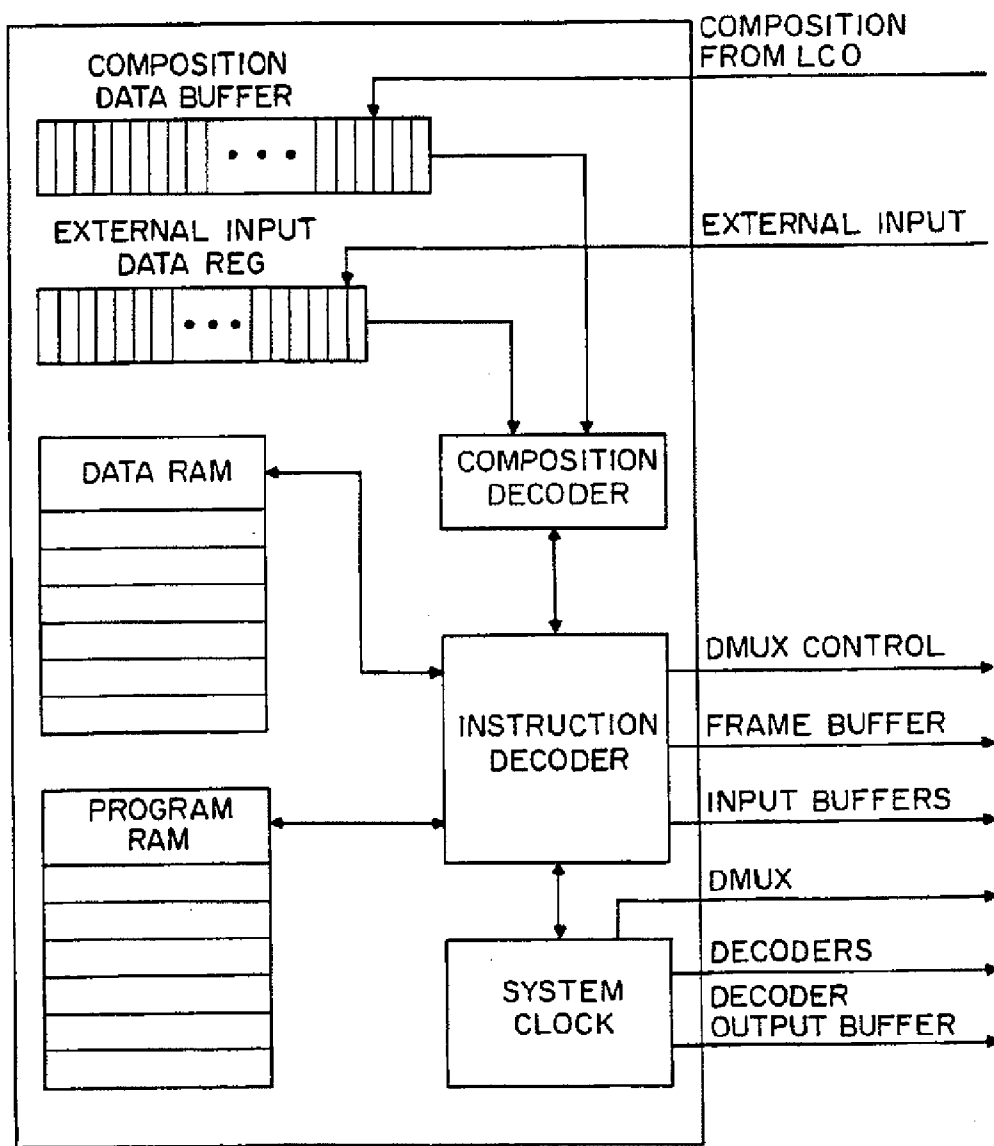 COMPOSITION
FROM LCO
COMPOSITION
DATA BUFFER
EXTERNAL INPUT
EXTERNAL INPUT
DATA REG
DATA RAM
COMPOSITION
DECODER
INSTRUCTION
DECODER
DMUX CONTROL
FRAME BUFFER
INPUT BUFFERS
PROGRAM
RAM
SYSTEM
CLOCK
DMUX
DECODERS
DECODER
OUTPUT BUFFER